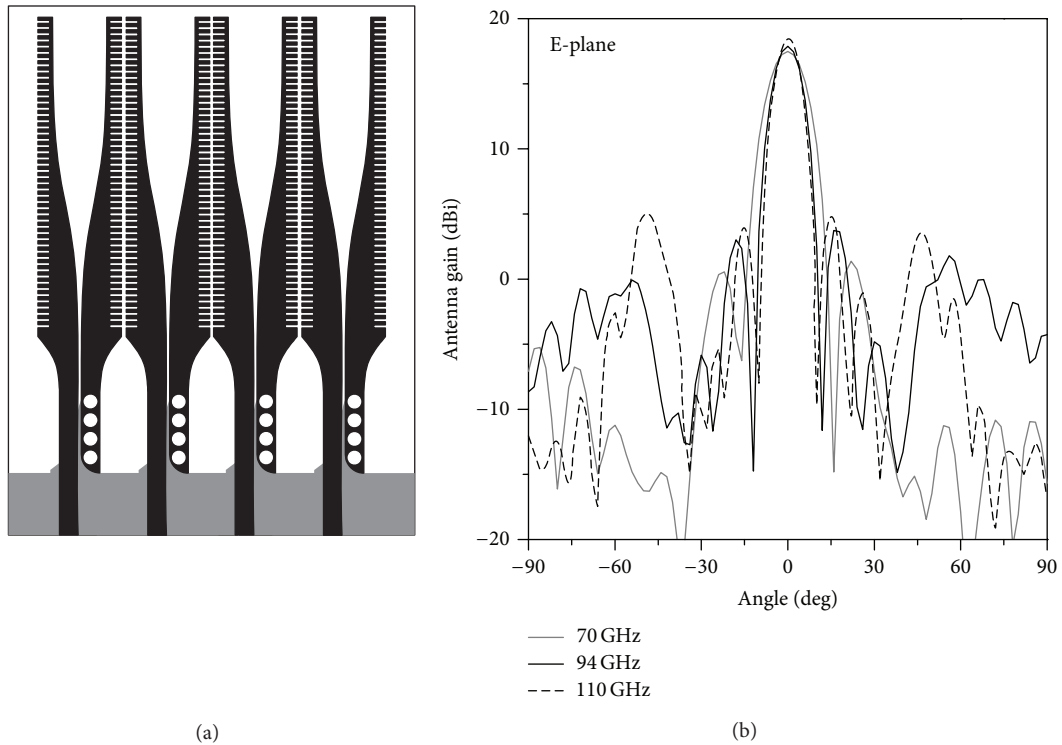 E-plane
Antenna gain (dBi)
20
10
0
−10
−20
−90
−60
−30
0
30
60
90
Angle (deg)
70 GHz
94 GHz
110 GHz
(a)
(b)